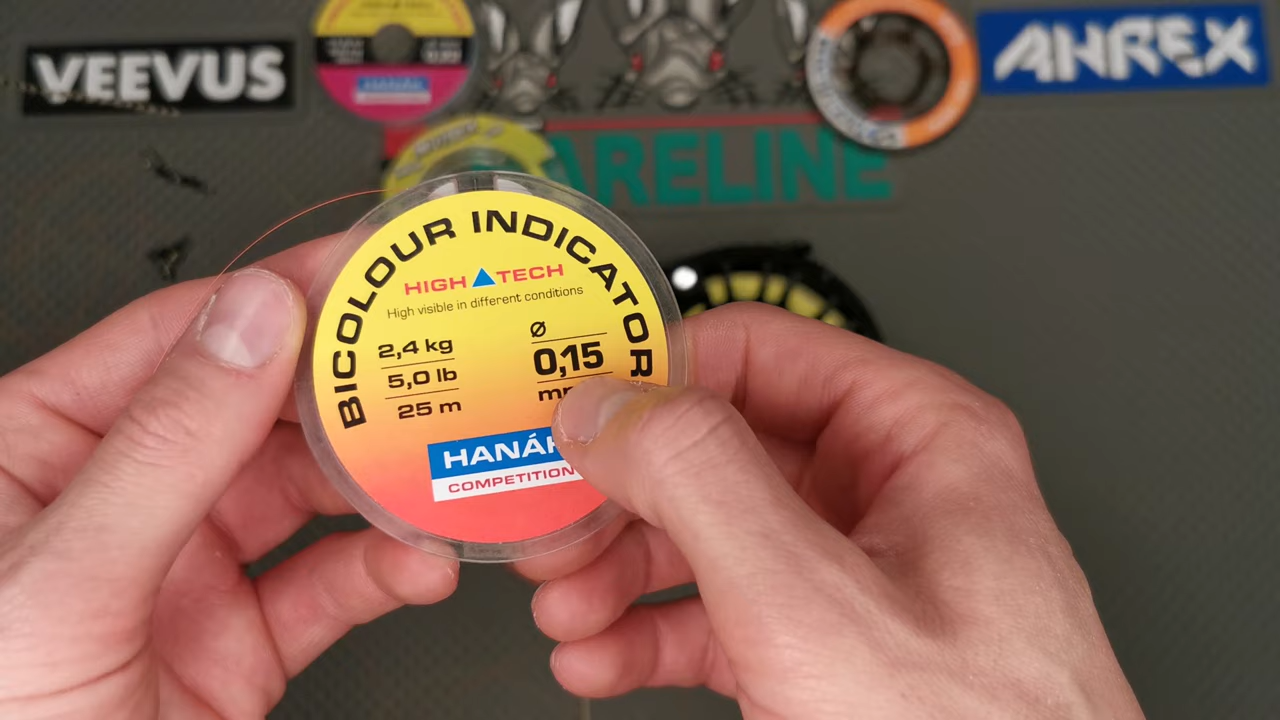 VEEVUS
AHREX
ARELINE
BICOLOUR INDICATOR
HIGH TECH
High visible in different conditions
2,4 kg
5,0 lb
25 m
Ø
0,15
HANÁK
COMPETITION